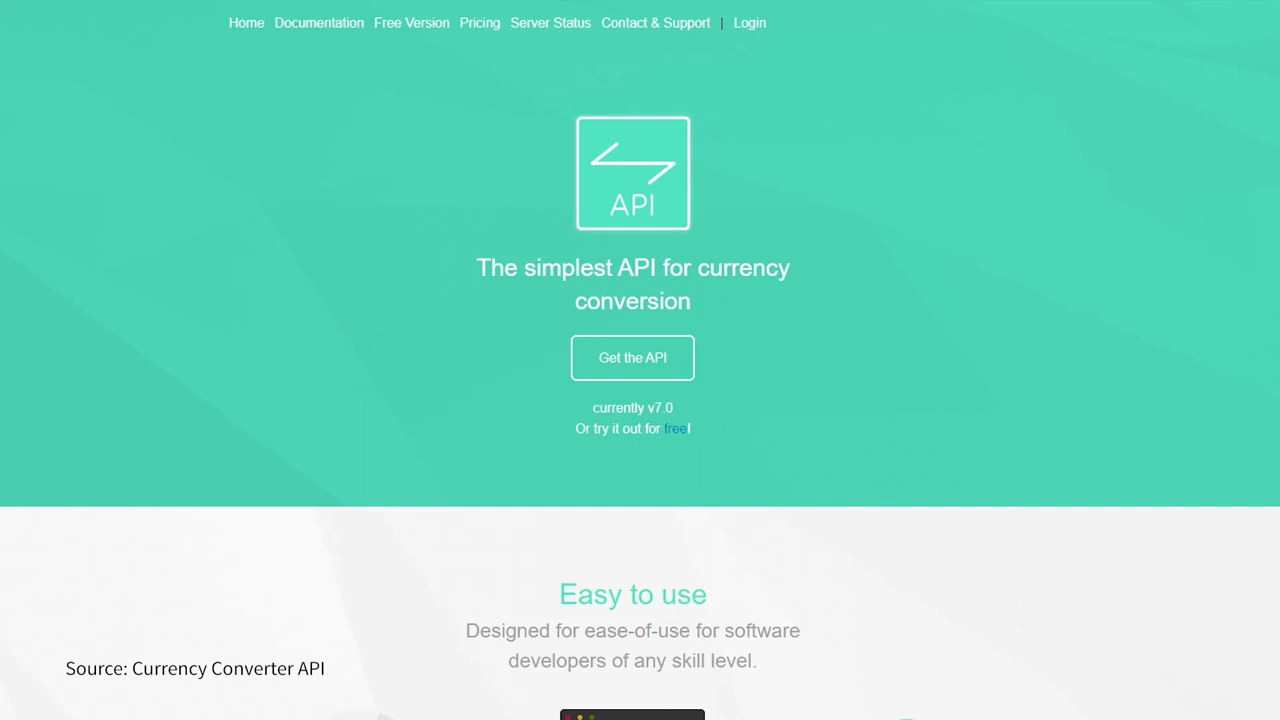 Home Documentation Free Version Pricing Server Status Contact & Support | Login
API
The simplest API for currency
conversion
Get the API
currently v7.0
Or try it out for free!
Easy to use
Designed for ease-of-use for software
developers of any skill level.
Source: Currency Converter API